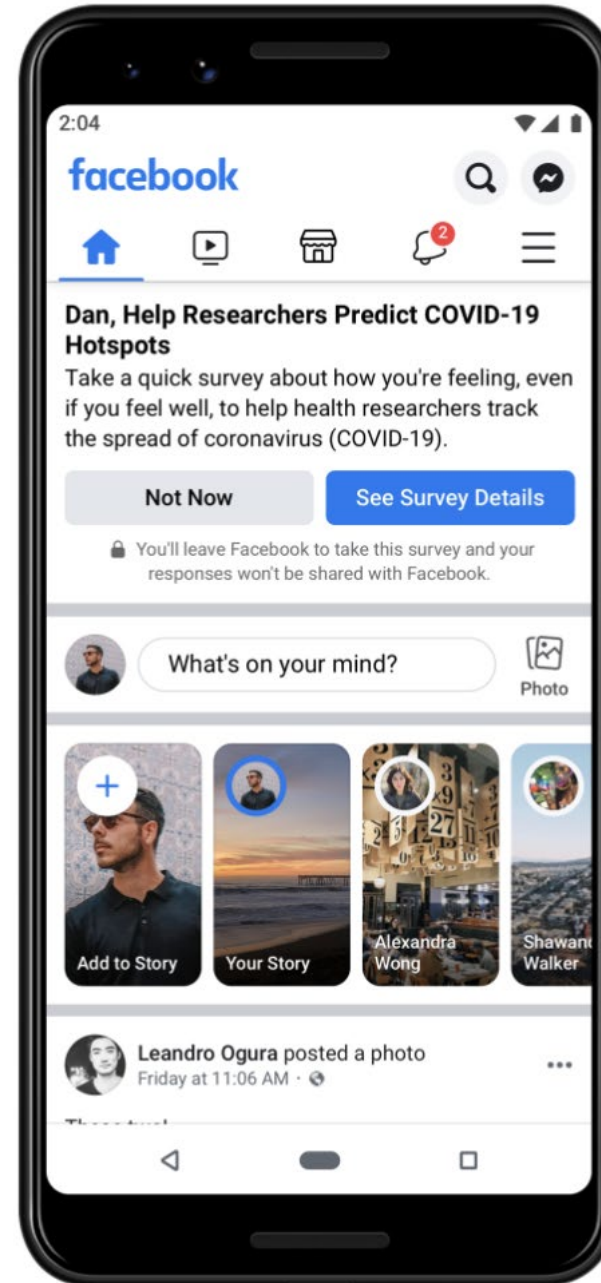 2:04
facebook
2
Dan, Help Researchers Predict COVID-19
Hotspots
Take a quick survey about how you're feeling, even
if you feel well, to help health researchers track
the spread of coronavirus (COVID-19).
Not Now
See Survey Details
You'll leave Facebook to take this survey and your
responses won't be shared with Facebook.
What's on your mind?
Photo
Add to Story
Your Story
Alexandra
Wong
Walker
Leandro Ogura posted a photo
Friday at 11:06 AM ·